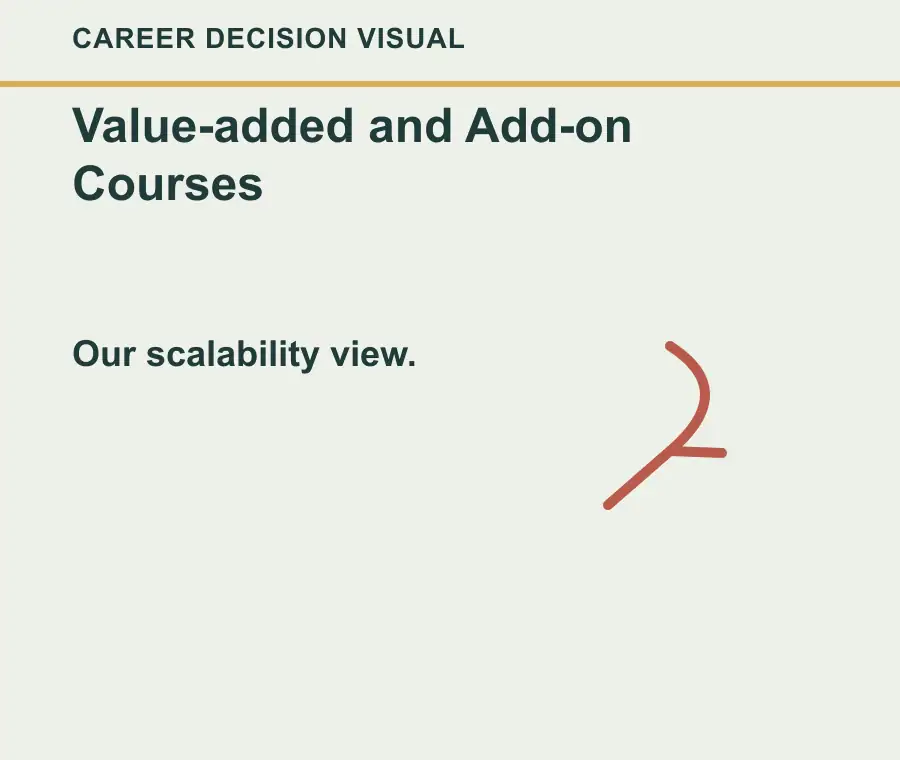 CAREER DECISION VISUAL
Value-added and Add-on
Courses
Our scalability view.